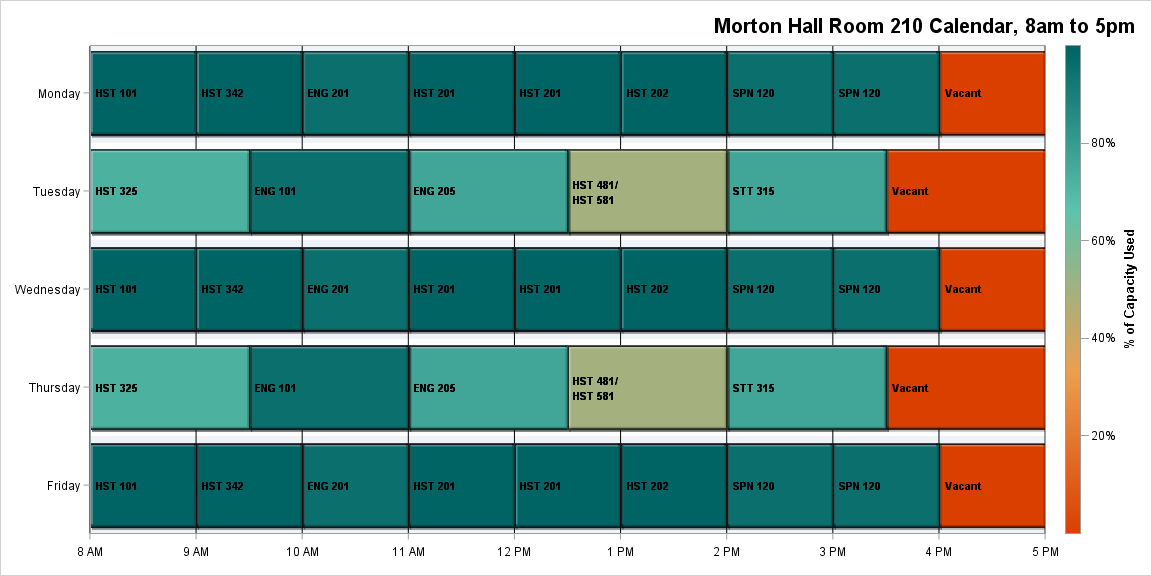 Morton Hall Room 210 Calendar, 8am to 5pm
Monday
HST 101
HST 342
ENG 201
HST 201
HST 201
HST 202
SPN 120
SPN 120
Vacant
Tuesday
HST 325
ENG 101
ENG 205
HST 481/
HST 581
STT 315
Vacant
Wednesday
HST 101
HST 342
ENG 201
HST 201
HST 201
HST 202
SPN 120
SPN 120
Vacant
Thursday
HST 325
ENG 101
ENG 205
HST 481/
HST 581
STT 315
Vacant
Friday
HST 101
HST 342
ENG 201
HST 201
HST 201
HST 202
SPN 120
SPN 120
Vacant
8 AM
9 AM
10 AM
11 AM
12 PM
1 PM
2 PM
3 PM
4 PM
5 PM
80%
60%
40%
20%
% of Capacity Used